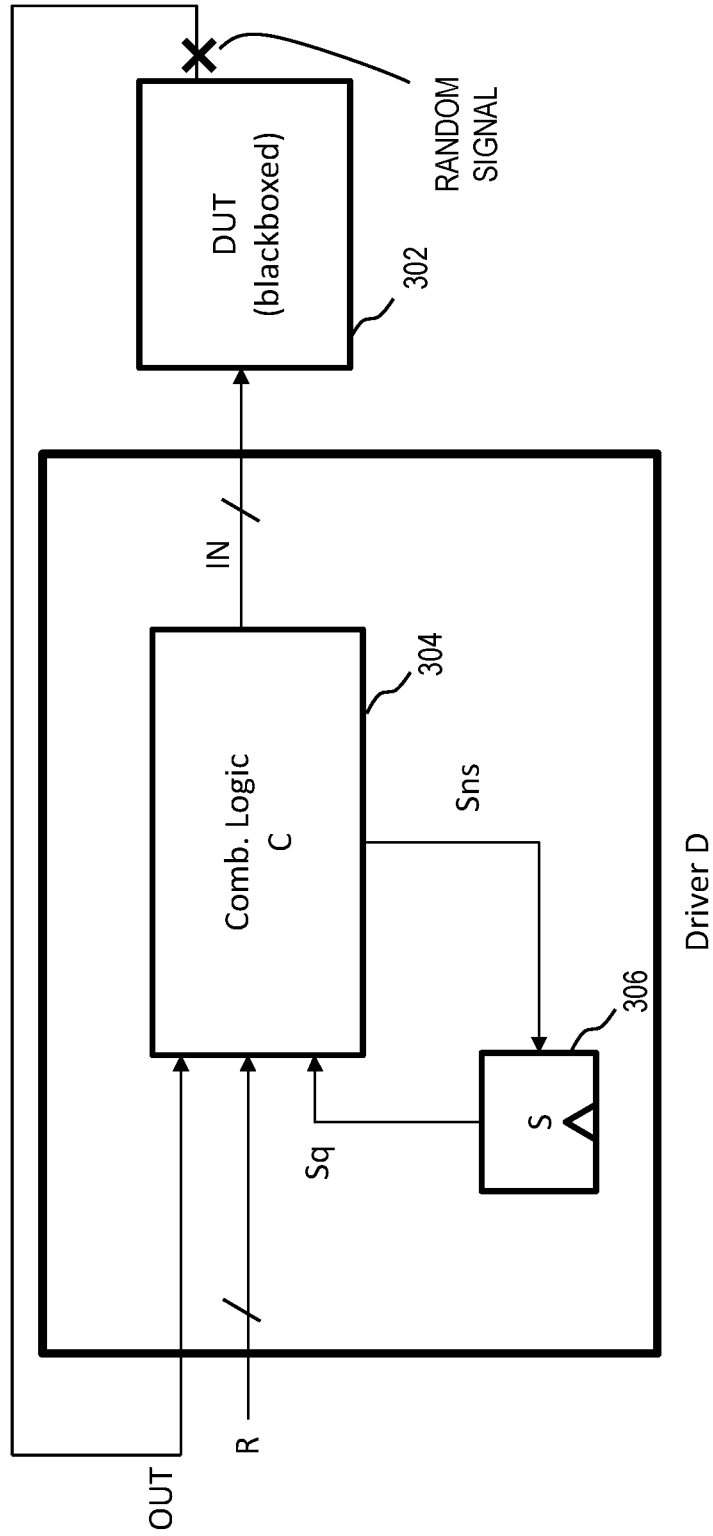 OUT
R
Sq
S
306
Sns
Comb. Logic
C
304
IN
DUT
(blackboxed)
302
RANDOM
SIGNAL
Driver D